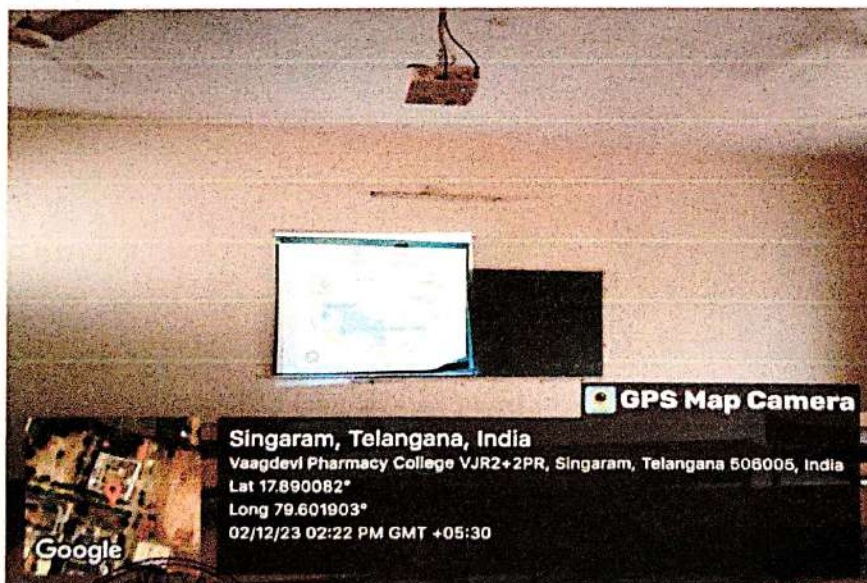 GPS Map Camera
Singaram, Telangana, India
Vaagdevi Pharmacy College VJR2+2PR, Singaram, Telangana 506005, India
Lat 17.890082°
Long 79.601903°
02/12/23 02:22 PM GMT +05:30
Google